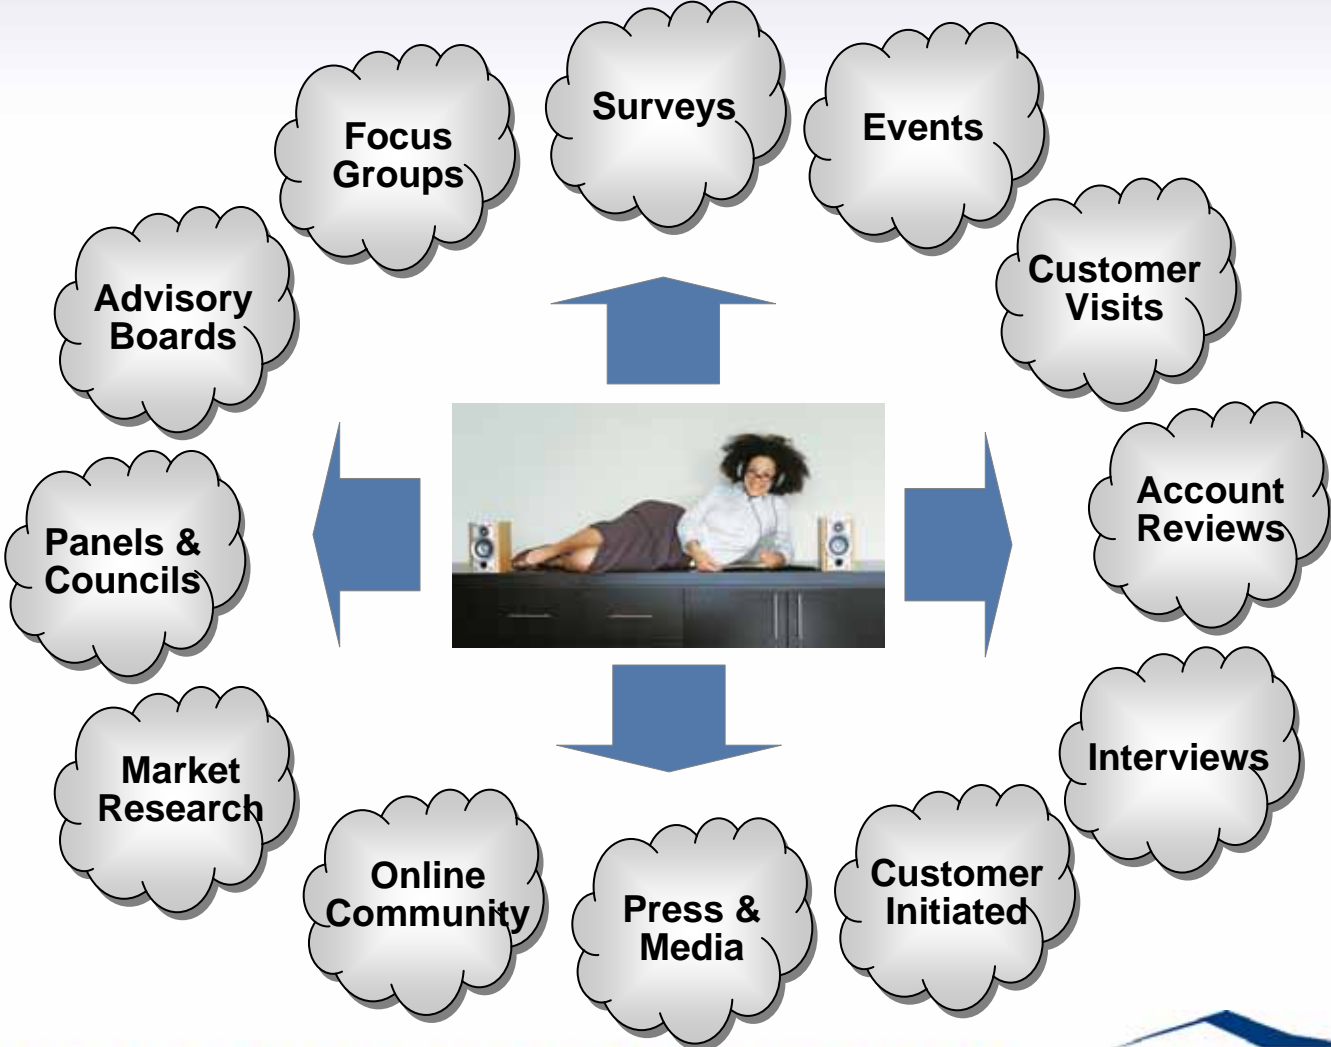 Surveys
Events
Focus
Groups
Customer
Visits
Advisory
Boards
Account
Reviews
Panels &
Councils
Interviews
Market
Research
Online
Community
Press &
Media
Customer
Initiated